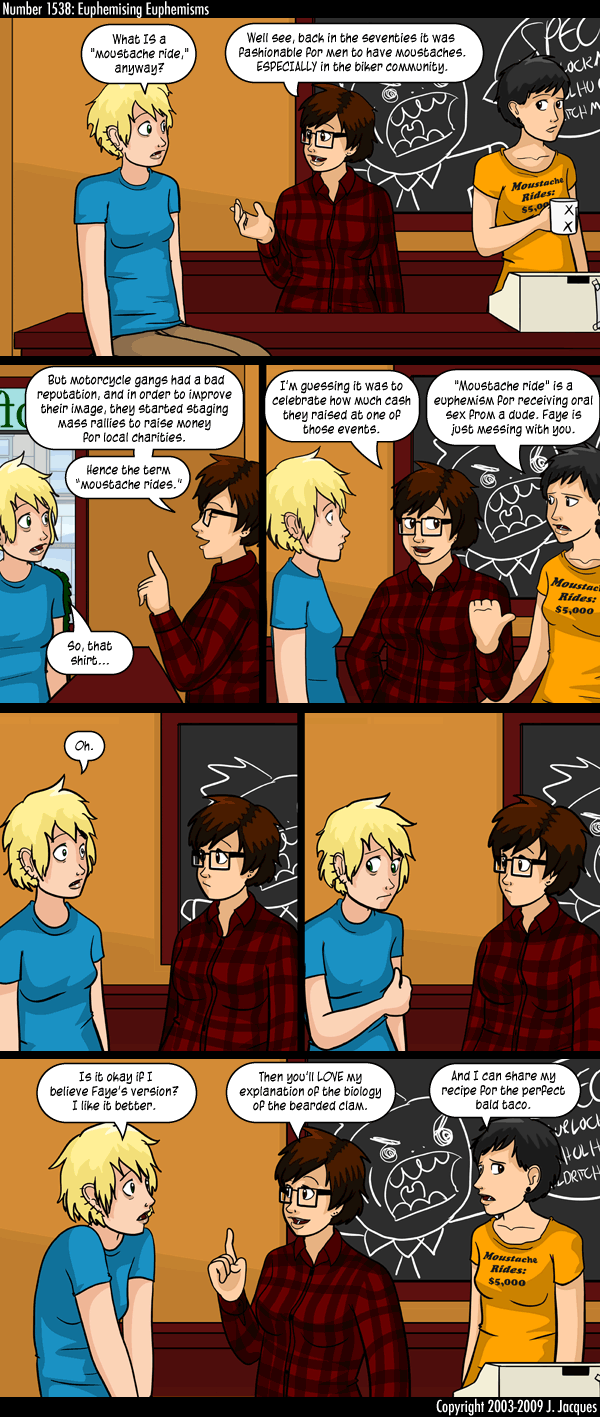 Number 1538: Euphemising Euphemisms
What IS a
"moustache ride,"
anyway?
Well see, back in the seventies it was
fashionable for men to have moustaches.
ESPECIALLY in the biker community.
SPEC
Moustache
Rides:
$5,00
X
X
But motorcycle gangs had a bad
reputation, and in order to improve
their image, they started staging
mass rallies to raise money
for local charities.
Hence the term
"moustache rides."
So, that
shirt...
I'm guessing it was to
celebrate how much cash
they raised at one of
those events.
"Moustache ride" is a
euphemism for receiving oral
sex from a dude. Faye is
just messing with you.
Moustac
Rides:
$5,000
Oh.
Is it okay if I
believe Faye's version?
I like it better.
Then you'll LOVE my
explanation of the biology
of the bearded clam.
And I can share my
recipe for the perfect
bald taco.
Moustache
Rides:
$5,000
Copyright 2003-2009 J. Jacques